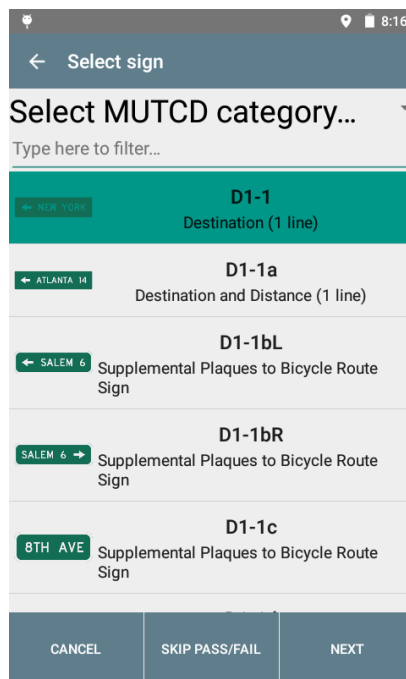 8:16
← Select sign
Select MUTCD category...
Type here to filter...
← NEW YORK
D1-1
Destination (1 line)
← ATLANTA 14
D1-1a
Destination and Distance (1 line)
← SALEM 6
D1-1bL
Supplemental Plaques to Bicycle Route
Sign
SALEM 6 →
D1-1bR
Supplemental Plaques to Bicycle Route
Sign
8TH AVE
D1-1c
Supplemental Plaques to Bicycle Route
Sign
CANCEL
SKIP PASS/FAIL
NEXT